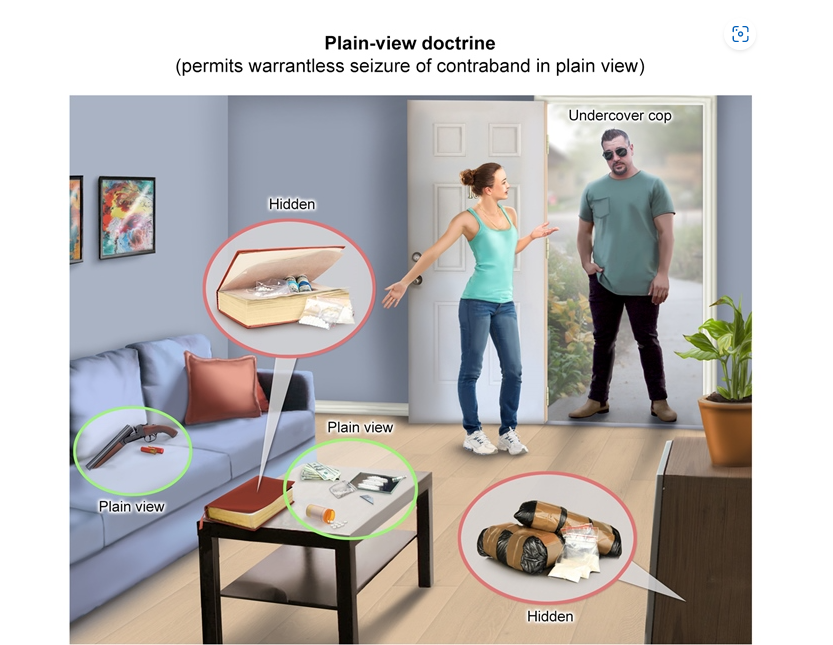 Plain-view doctrine
(permits warrantless seizure of contraband in plain view)
Undercover cop
Hidden
Plain view
Plain view
Hidden